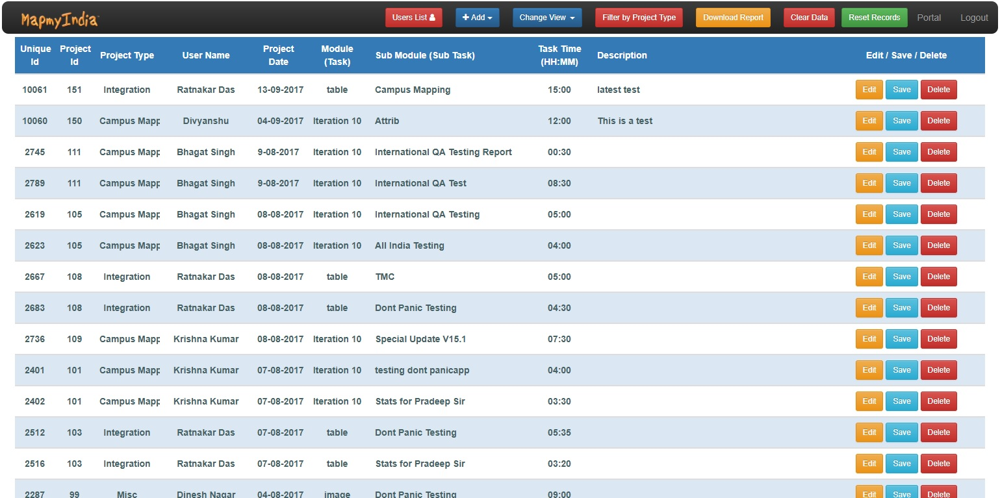 MapmyIndia Users List + Add Change View Filter by Project Type Download Report Clear Data Reset Records Portal Logout
Unique Id Project Id Project Type User Name Project Date Module (Task) Sub Module (Sub Task) Task Time (HH:MM) Description Edit / Save / Delete
10061 151 Integration Ratnakar Das 13-09-2017 table Campus Mapping 15:00 latest test Edit Save Delete
10060 150 Campus Mapp Divyanshu 04-09-2017 Iteration 10 Attrib 12:00 This is a test Edit Save Delete
2745 111 Campus Mapp Bhagat Singh 9-08-2017 Iteration 10 International QA Testing Report 00:30 Edit Save Delete
2789 111 Campus Mapp Bhagat Singh 9-08-2017 Iteration 10 International QA Test 08:30 Edit Save Delete
2619 105 Campus Mapp Bhagat Singh 08-08-2017 Iteration 10 International QA Testing 05:00 Edit Save Delete
2623 105 Campus Mapp Bhagat Singh 08-08-2017 Iteration 10 All India Testing 04:00 Edit Save Delete
2667 108 Integration Ratnakar Das 08-08-2017 table TMC 05:00 Edit Save Delete
2683 108 Integration Ratnakar Das 08-08-2017 table Dont Panic Testing 04:30 Edit Save Delete
2736 109 Campus Mapp Krishna Kumar 08-08-2017 Iteration 10 Special Update V15.1 07:30 Edit Save Delete
2401 101 Campus Mapp Krishna Kumar 07-08-2017 Iteration 10 testing dont panicapp 04:00 Edit Save Delete
2402 101 Campus Mapp Krishna Kumar 07-08-2017 Iteration 10 Stats for Pradeep Sir 03:30 Edit Save Delete
2512 103 Integration Ratnakar Das 07-08-2017 table Dont Panic Testing 05:35 Edit Save Delete
2516 103 Integration Ratnakar Das 07-08-2017 table Stats for Pradeep Sir 03:20 Edit Save Delete
2287 99 Misc Dinesh Nagar 04-08-2017 image Dont Panic Testing 09:00 Edit Save Delete